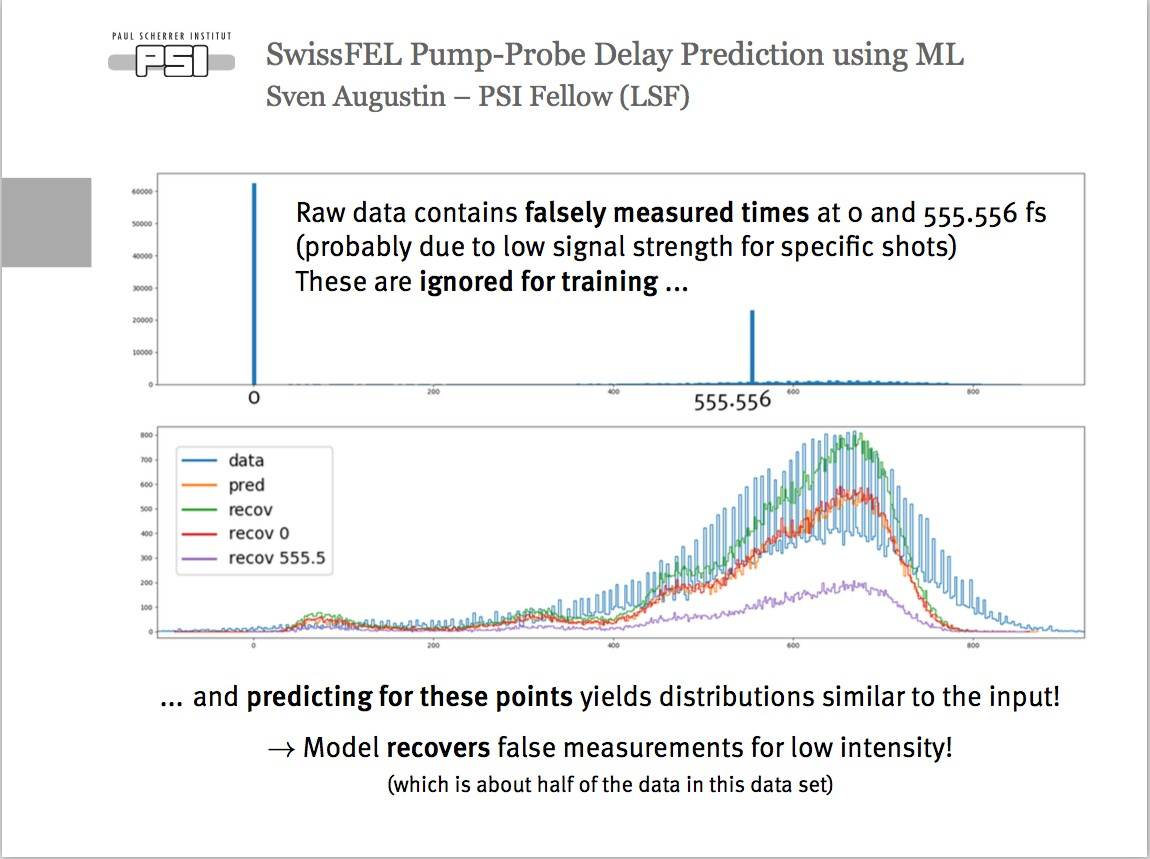 PAUL SCHERRER INSTITUT
PSI
SwissFEL Pump-Probe Delay Prediction using ML
Sven Augustin – PSI Fellow (LSF)
60000
50000
40000
30000
20000
10000
0
Raw data contains falsely measured times at 0 and 555.556 fs
(probably due to low signal strength for specific shots)
These are ignored for training ...
0
200
400
555.556
600
800
800
700
600
500
400
300
200
100
0
data
pred
recov
recov 0
recov 555.5
0
200
400
600
800
... and predicting for these points yields distributions similar to the input!
→ Model recovers false measurements for low intensity!
(which is about half of the data in this data set)